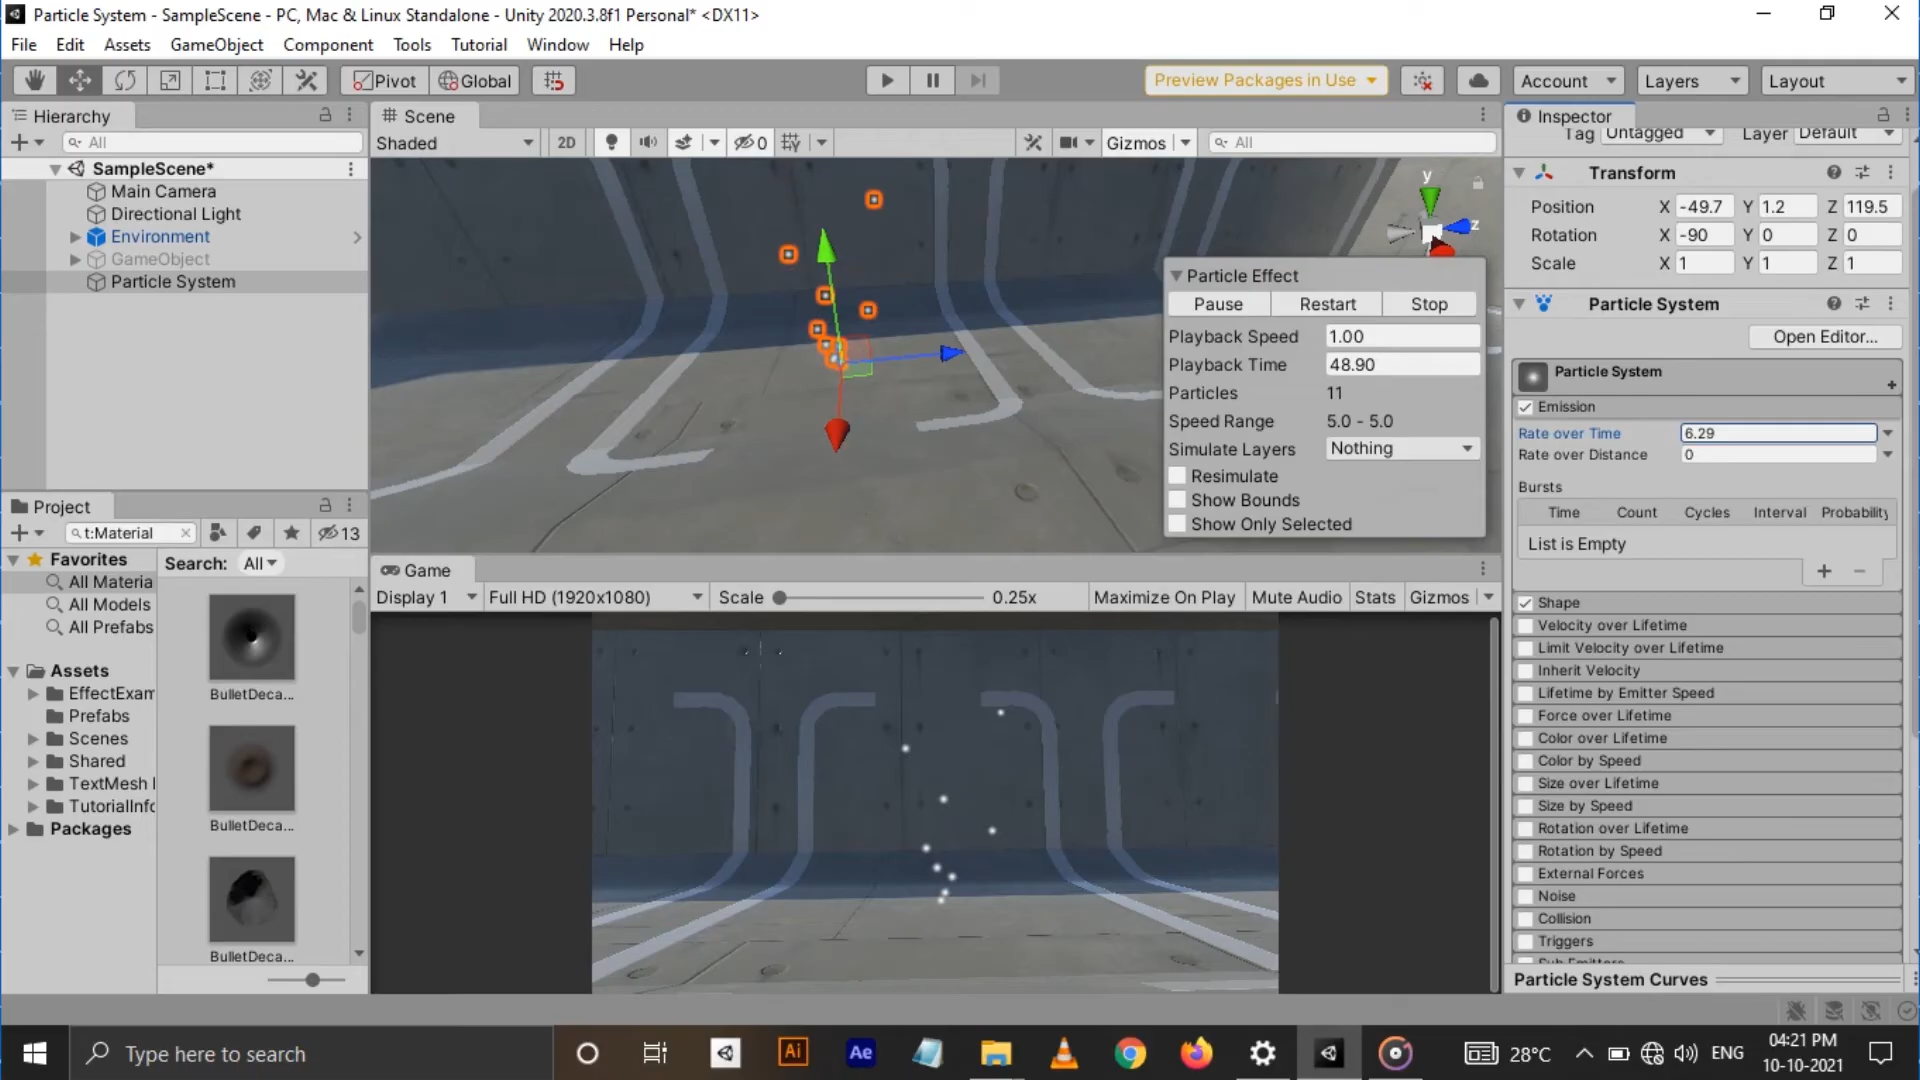 Particle System - SampleScene - PC, Mac & Linux Standalone - Unity 2020.3.8f1 Personal* <DX11>
File Edit Assets GameObject Component Tools Tutorial Window Help
Pivot Global Preview Packages in Use Account Layers Layout
Hierarchy
All
SampleScene*
Main Camera
Directional Light
Environment
GameObject
Particle System
Scene
Shaded 2D 0 Gizmos All
y
z
Particle Effect
Pause Restart Stop
Playback Speed 1.00
Playback Time 48.90
Particles 11
Speed Range 5.0 - 5.0
Simulate Layers Nothing
Resimulate
Show Bounds
Show Only Selected
Inspector
Tag Untagged Layer Default
Transform
Position X -49.7 Y 1.2 Z 119.5
Rotation X -90 Y 0 Z 0
Scale X 1 Y 1 Z 1
Particle System
Open Editor...
Particle System
Emission
Rate over Time 6.29
Rate over Distance 0
Bursts
Time Count Cycles Interval Probability
List is Empty
Shape
Velocity over Lifetime
Limit Velocity over Lifetime
Inherit Velocity
Lifetime by Emitter Speed
Force over Lifetime
Color over Lifetime
Color by Speed
Size over Lifetime
Size by Speed
Rotation over Lifetime
Rotation by Speed
External Forces
Noise
Collision
Triggers
Particle System Curves
Project
t:Material 13
Favorites
All Materia
All Models
All Prefabs
Assets
EffectExam
Prefabs
Scenes
Shared
TextMesh
TutorialInfo
Packages
Search: All
BulletDeca...
BulletDeca...
BulletDeca...
Game
Display 1 Full HD (1920x1080) Scale 0.25x Maximize On Play Mute Audio Stats Gizmos
Type here to search
Ai Ae
28°C ENG
04:21 PM
10-10-2021